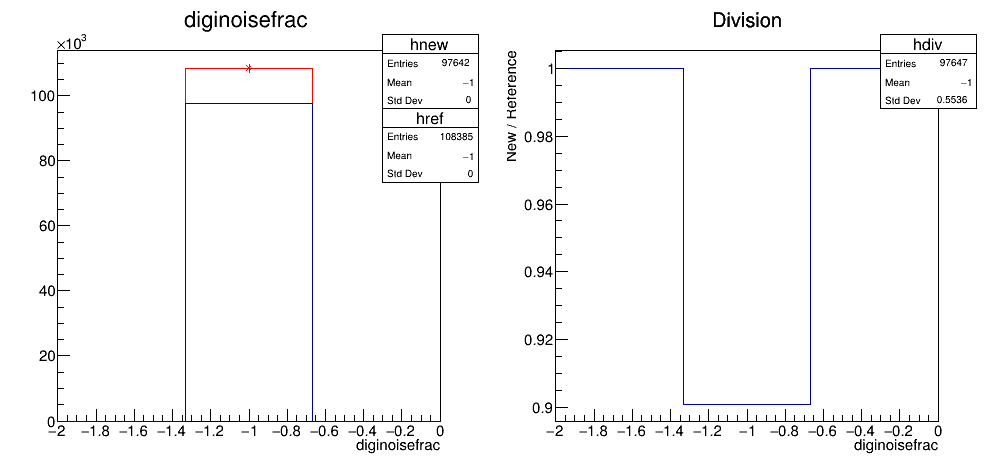 diginoisefrac
×10³
hnew
Entries 97642
Mean −1
Std Dev 0
href
Entries 108385
Mean −1
Std Dev 0
100
80
60
40
20
0
−2 −1.8 −1.6 −1.4 −1.2 −1 −0.8 −0.6 −0.4 −0.2 0
diginoisefrac
Division
hdiv
Entries 97647
Mean −1
Std Dev 0.5536
New / Reference
1
0.98
0.96
0.94
0.92
0.9
−2 −1.8 −1.6 −1.4 −1.2 −1 −0.8 −0.6 −0.4 −0.2 0
diginoisefrac